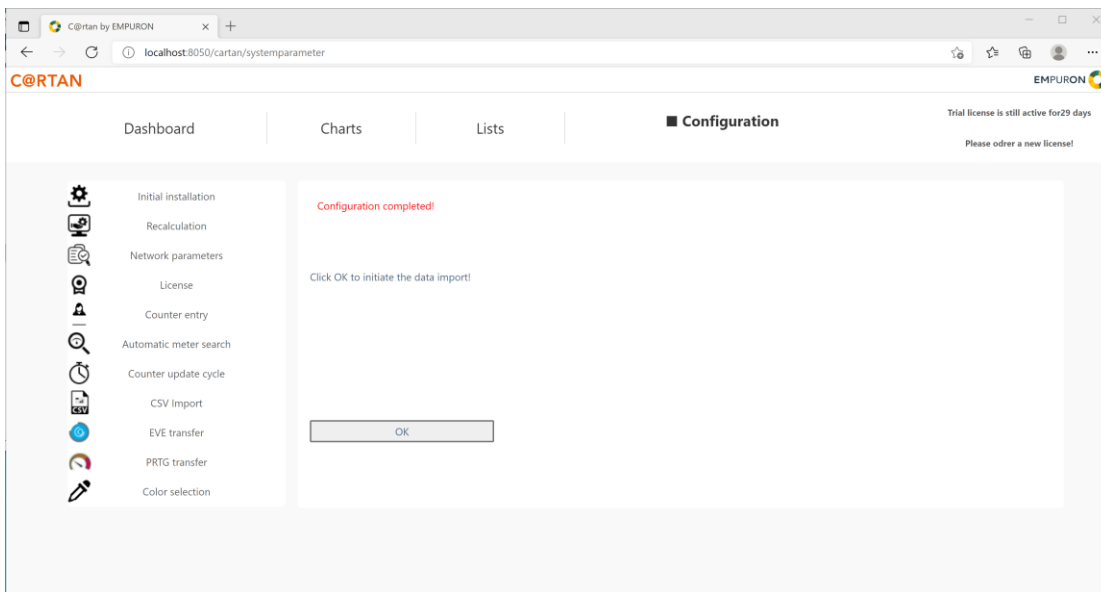 C@rtan by EMPURON
localhost:8050/cartan/systemparameter
C@RTAN
EMPURON
Dashboard
Charts
Lists
Configuration
Trial license is still active for29 days
Please odrer a new license!
Initial installation
Recalculation
Network parameters
License
Counter entry
Automatic meter search
Counter update cycle
CSV
CSV Import
EVE transfer
PRTG transfer
Color selection
Configuration completed!
Click OK to initiate the data import!
OK